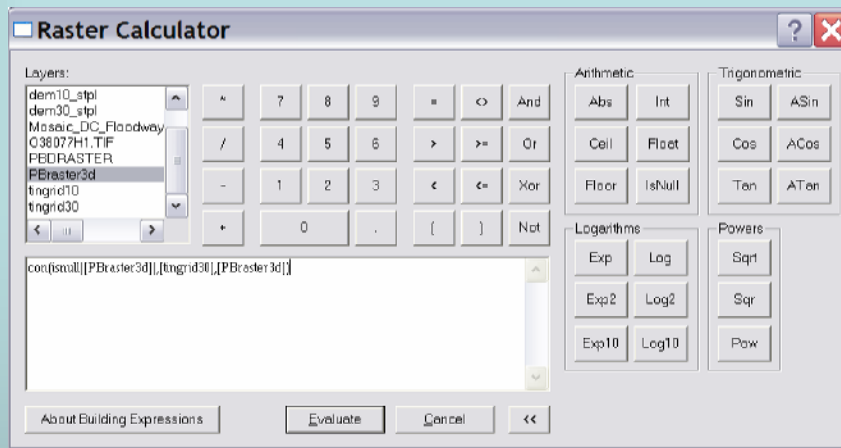 Raster Calculator
?
X
Layers:
dem10_stpl
dem30_stpl
Mosaic_DC_Floodway
O38077H1.TIF
PBDRASTER
PBraster3d
tingrid10
tingrid30
* 7 8 9 = <> And
/ 4 5 6 > >= Or
- 1 2 3 < <= Xor
+ 0 . ( ) Not
Arithmetic
Abs Int
Ceil Float
Floor IsNull
Trigonometric
Sin ASin
Cos ACos
Tan ATan
Logarithms
Exp Log
Exp2 Log2
Exp10 Log10
Powers
Sqrt
Sqr
Pow
con(isnull([PBraster3d]),[tingrid30],[PBraster3d])
About Building Expressions Evaluate Cancel <<